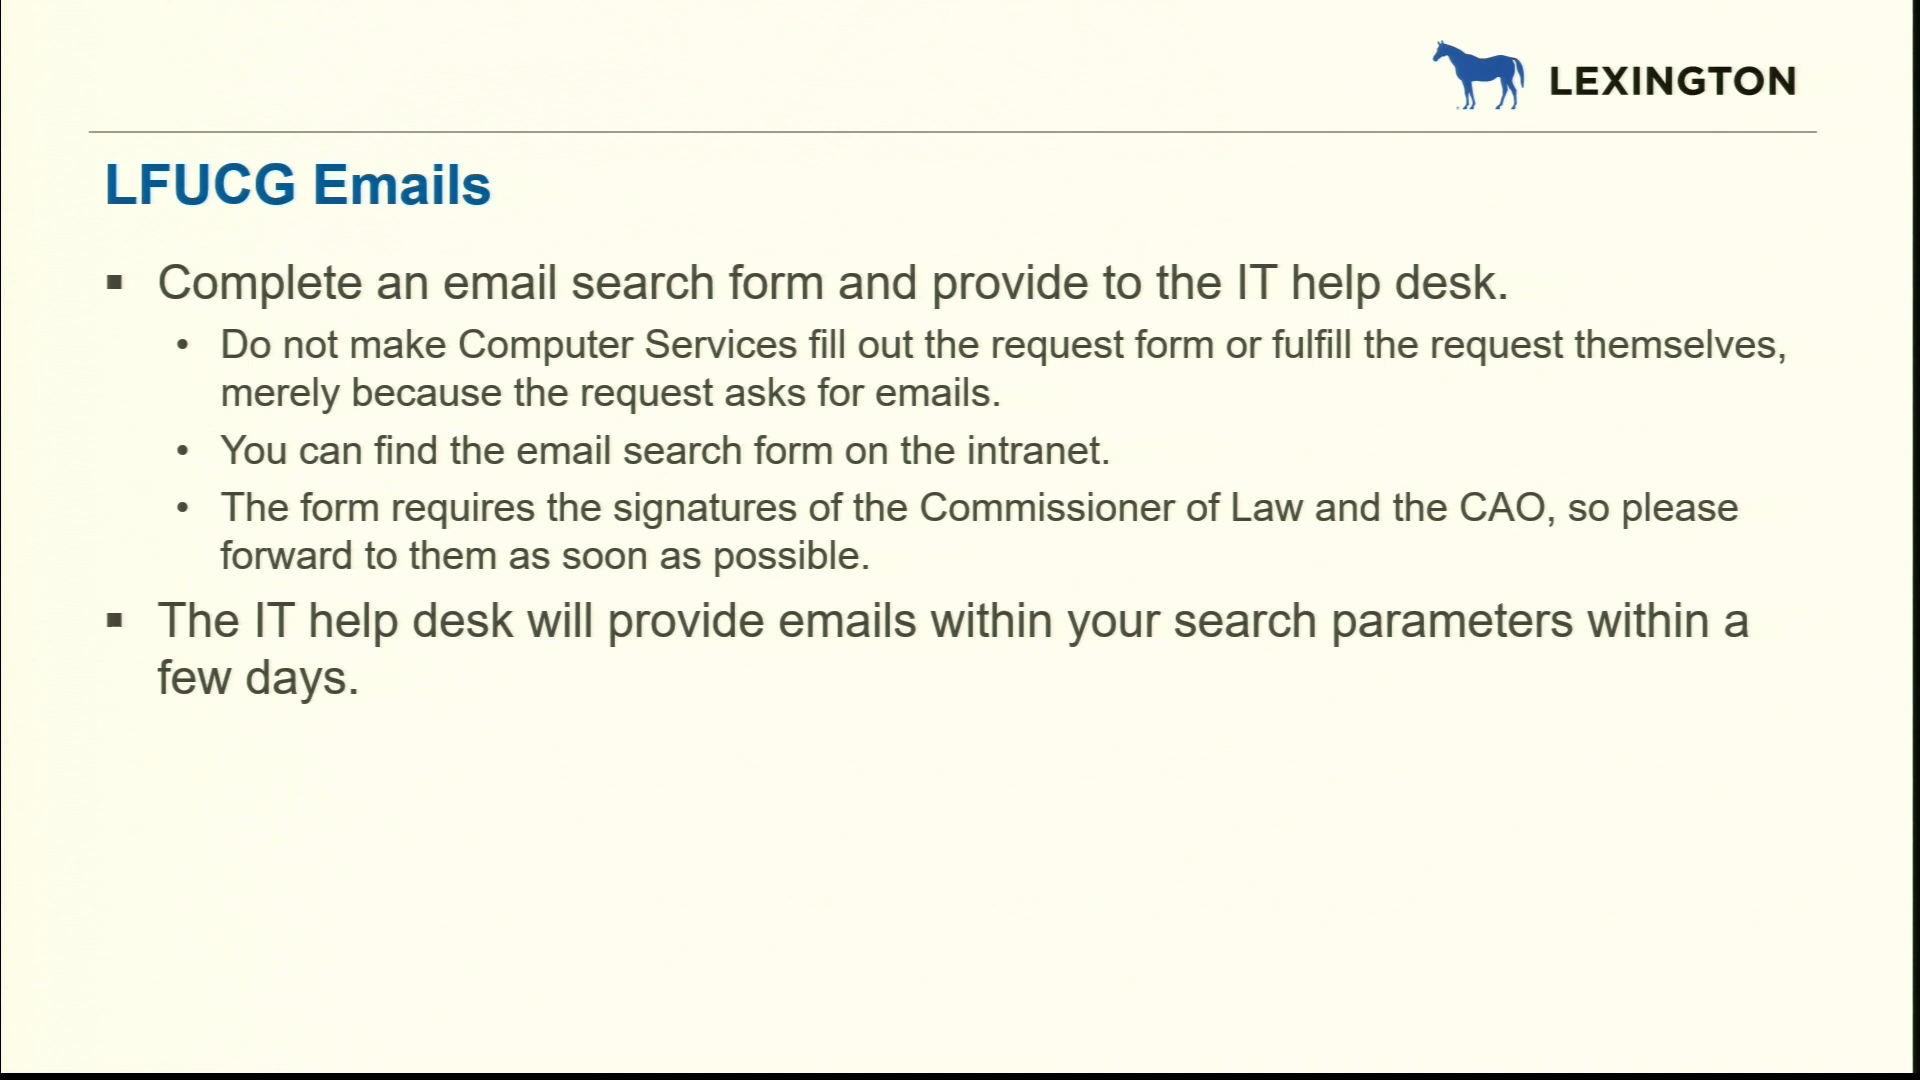 LEXINGTON
LFUCG Emails
▪ Complete an email search form and provide to the IT help desk.
• Do not make Computer Services fill out the request form or fulfill the request themselves,
merely because the request asks for emails.
• You can find the email search form on the intranet.
• The form requires the signatures of the Commissioner of Law and the CAO, so please
forward to them as soon as possible.
▪ The IT help desk will provide emails within your search parameters within a
few days.